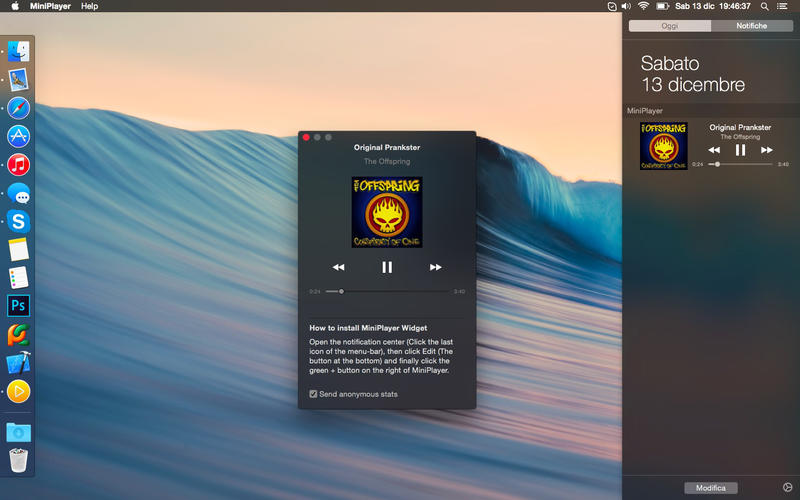 MiniPlayer Help
Sab 13 dic 19:46:37
Original Prankster
The Offspring
THE OFFSPRING
CONSPIRACY OF ONE
0:24
3:40
How to install MiniPlayer Widget
Open the notification center (Click the last
icon of the menu-bar), then click Edit (The
button at the bottom) and finally click the
green + button on the right of MiniPlayer.
Send anonymous stats
Ps
Oggi
Notifiche
Sabato
13 dicembre
MiniPlayer
THE OFFSPRING
CONSPIRACY OF ONE
Original Prankster
The Offspring
0:24
3:40
Modifica